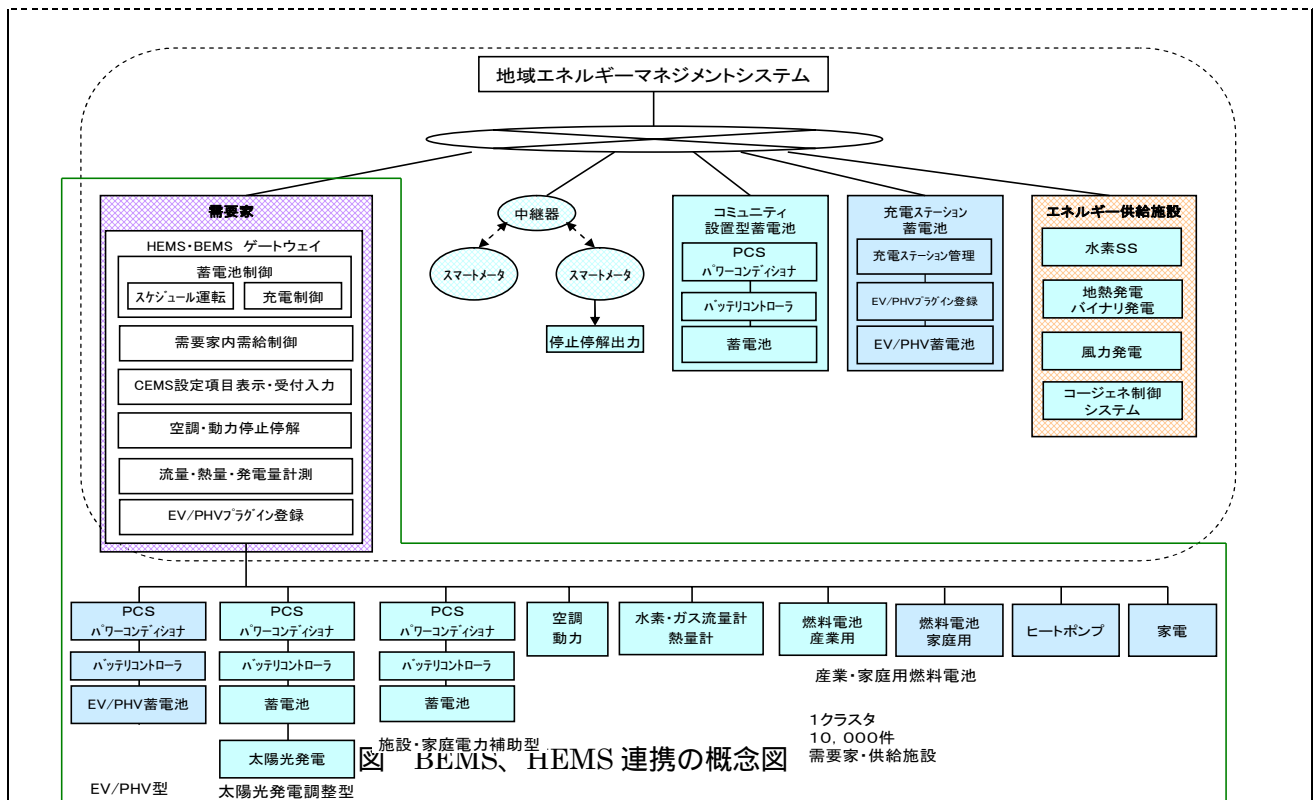 地域エネルギーマネジメントシステム
需要家
HEMS・BEMS ゲートウェイ
蓄電池制御
スケジュール運転
充電制御
需要家内需給制御
CEMS設定項目表示・受付入力
空調・動力停止停解
流量・熱量・発電量計測
EV/PHVプラグイン登録
中継器
スマートメータ
スマートメータ
停止停解出力
コミュニティ
設置型蓄電池
PCS
パワーコンディショナ
バッテリコントローラ
蓄電池
充電ステーション
蓄電池
充電ステーション管理
EV/PHVプラグイン登録
EV/PHV蓄電池
エネルギー供給施設
水素SS
地熱発電
バイナリ発電
風力発電
コージェネ制御
システム
PCS
パワーコンディショナ
バッテリコントローラ
EV/PHV蓄電池
EV/PHV型
PCS
パワーコンディショナ
バッテリコントローラ
蓄電池
太陽光発電
太陽光発電調整型
PCS
パワーコンディショナ
バッテリコントローラ
蓄電池
施設・家庭電力補助型
空調
動力
水素・ガス流量計
熱量計
燃料電池
産業用
燃料電池
家庭用
ヒートポンプ
家電
産業・家庭用燃料電池
1クラスタ
10,000件
需要家・供給施設
図 BEMS、HEMS 連携の概念図